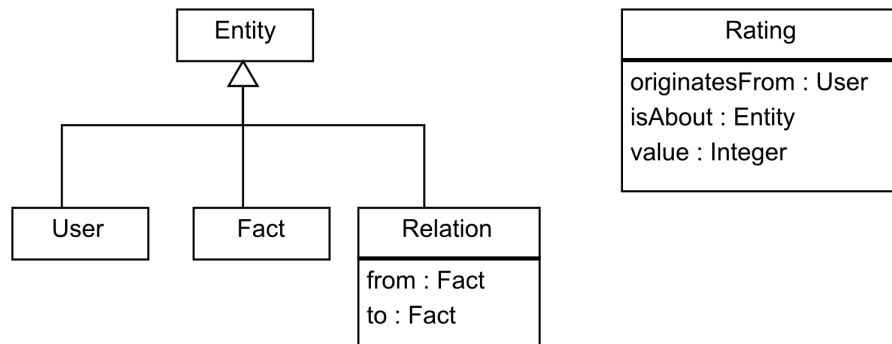 Entity
Rating
originatesFrom : User
isAbout : Entity
value : Integer
User
Fact
Relation
from : Fact
to : Fact